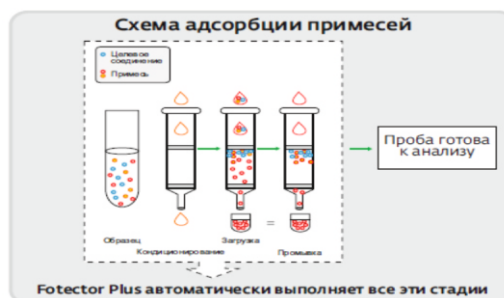 Схема адсорбции примесей
Целевое
соединение
Примесь
Проба готова
к анализу
=
Образец
Загрузка
Кондиционирование
Промывка
Fotector Plus автоматически выполняет все эти стадии